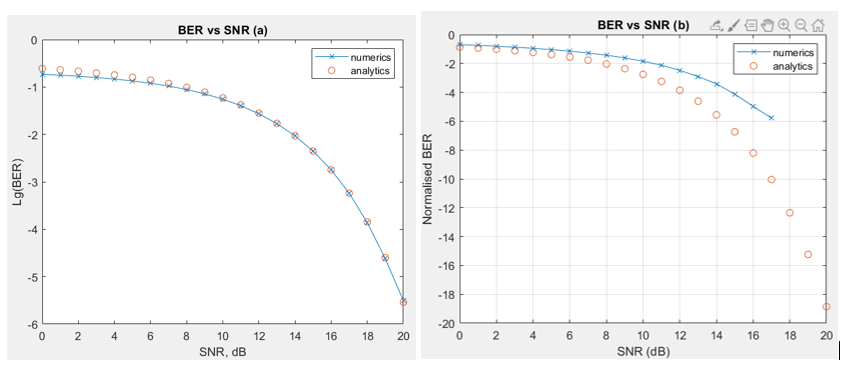 BER vs SNR (a)
numerics
analytics
0
-1
-2
-3
-4
-5
-6
Lg(BER)
0 2 4 6 8 10 12 14 16 18 20
SNR, dB
BER vs SNR (b)
numerics
analytics
0
-2
-4
-6
-8
-10
-12
-14
-16
-18
-20
Normalised BER
0 2 4 6 8 10 12 14 16 18 20
SNR (dB)